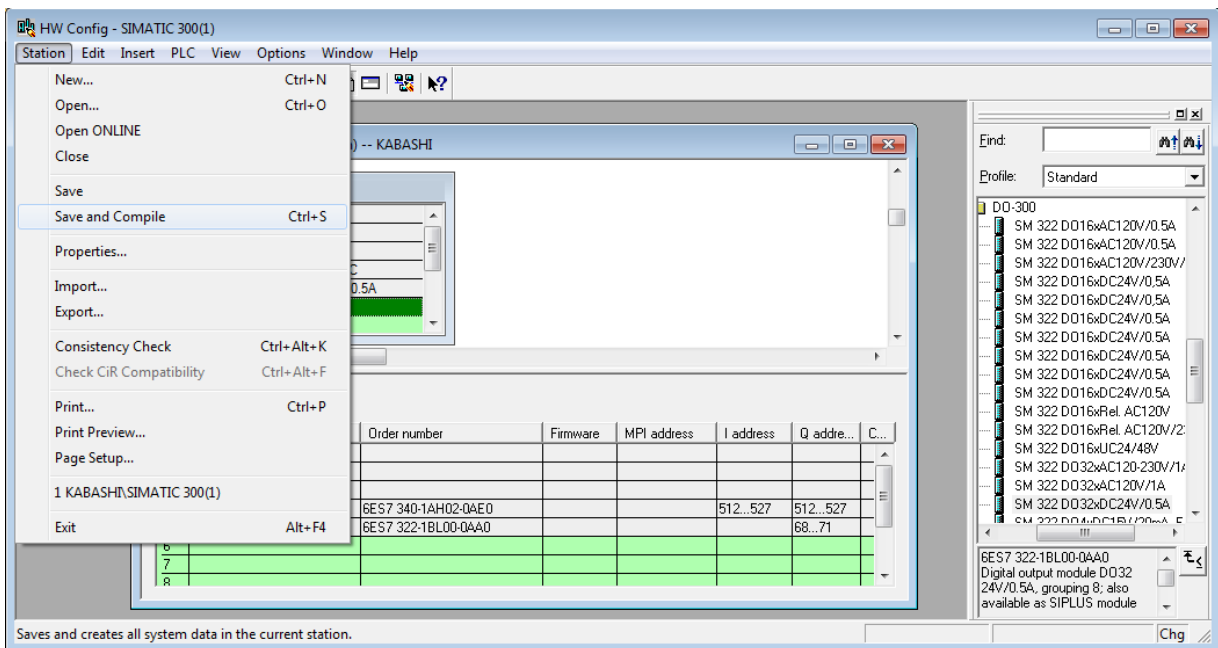 HW Config - SIMATIC 300(1)
Station Edit Insert PLC View Options Window Help
New... Ctrl+N
Open... Ctrl+O
Open ONLINE
Close
Save
Save and Compile Ctrl+S
Properties...
Import...
Export...
Consistency Check Ctrl+Alt+K
Check CiR Compatibility Ctrl+Alt+F
Print... Ctrl+P
Print Preview...
Page Setup...
1 KABASHI\SIMATIC 300(1)
Exit Alt+F4
) -- KABASHI
0.5A
Order number Firmware MPI address I address Q addre... C...
6ES7 340-1AH02-0AE0 512...527 512...527
6ES7 322-1BL00-0AA0 68...71
6
7
8
Find:
Profile: Standard
DO-300
SM 322 DO16xAC120V/0.5A
SM 322 DO16xAC120V/0.5A
SM 322 DO16xAC120V/230V/
SM 322 DO16xDC24V/0,5A
SM 322 DO16xDC24V/0,5A
SM 322 DO16xDC24V/0.5A
SM 322 DO16xDC24V/0.5A
SM 322 DO16xDC24V/0.5A
SM 322 DO16xDC24V/0.5A
SM 322 DO16xRel. AC120V
SM 322 DO16xRel. AC120V/2
SM 322 DO16xUC24/48V
SM 322 DO32xAC120-230V/1
SM 322 DO32xAC120V/1A
SM 322 DO32xDC24V/0.5A
SM 322 DO4xDC15V/20mA
6ES7 322-1BL00-0AA0
Digital output module DO32
24V/0.5A, grouping 8; also
available as SIPLUS module
Saves and creates all system data in the current station.
Chg